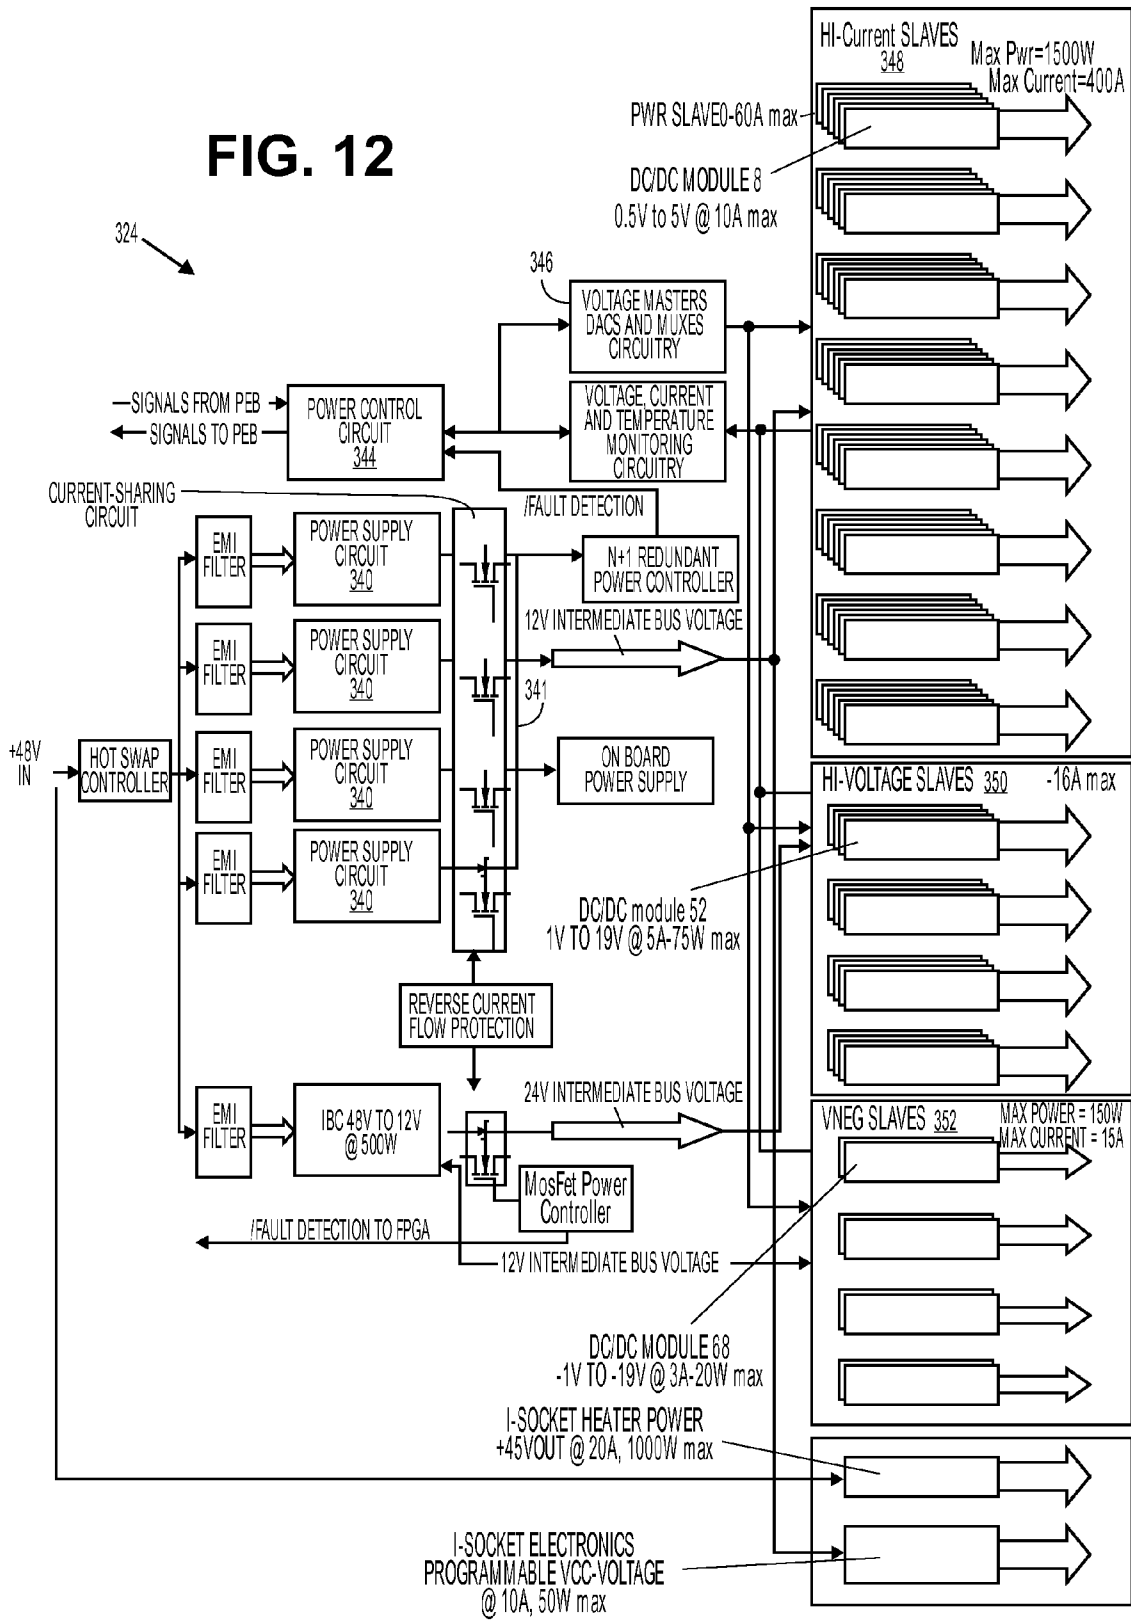 HI-Current SLAVES
348
Max Pwr=1500W
Max Current=400A
PWR SLAVE0-60A max
FIG. 12
DC/DC MODULE 8
0.5V to 5V @ 10A max
324
346
VOLTAGE MASTERS
DACS AND MUXES
CIRCUITRY
SIGNALS FROM PEB
SIGNALS TO PEB
POWER CONTROL
CIRCUIT
344
VOLTAGE, CURRENT
AND TEMPERATURE
MONITORING
CIRCUITRY
CURRENT-SHARING
CIRCUIT
/FAULT DETECTION
EMI
FILTER
POWER SUPPLY
CIRCUIT
340
N+1 REDUNDANT
POWER CONTROLLER
12V INTERMEDIATE BUS VOLTAGE
EMI
FILTER
POWER SUPPLY
CIRCUIT
340
341
+48V
IN
HOT SWAP
CONTROLLER
EMI
FILTER
POWER SUPPLY
CIRCUIT
340
ON BOARD
POWER SUPPLY
HI-VOLTAGE SLAVES 350 -16A max
EMI
FILTER
POWER SUPPLY
CIRCUIT
340
DC/DC module 52
1V TO 19V @ 5A-75W max
REVERSE CURRENT
FLOW PROTECTION
24V INTERMEDIATE BUS VOLTAGE
EMI
FILTER
IBC 48V TO 12V
@ 500W
VNEG SLAVES 352
MAX POWER = 150W
MAX CURRENT = 15A
MosFet Power
Controller
/FAULT DETECTION TO FPGA
12V INTERMEDIATE BUS VOLTAGE
DC/DC MODULE 68
-1V TO -19V @ 3A-20W max
I-SOCKET HEATER POWER
+45VOUT @ 20A, 1000W max
I-SOCKET ELECTRONICS
PROGRAMMABLE VCC-VOLTAGE
@ 10A, 50W max